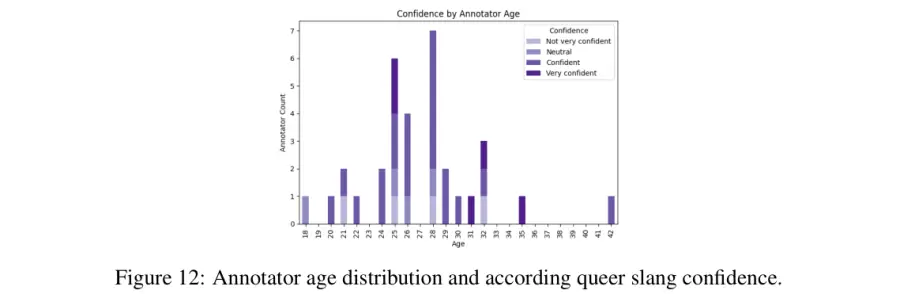 Confidence by Annotator Age
Confidence
Not very confident
Neutral
Confident
Very confident
Annotator Count
7
6
5
4
3
2
1
0
18 19 20 21 22 23 24 25 26 27 28 29 30 31 32 33 34 35 36 37 38 39 40 41 42
Age
Figure 12: Annotator age distribution and according queer slang confidence.